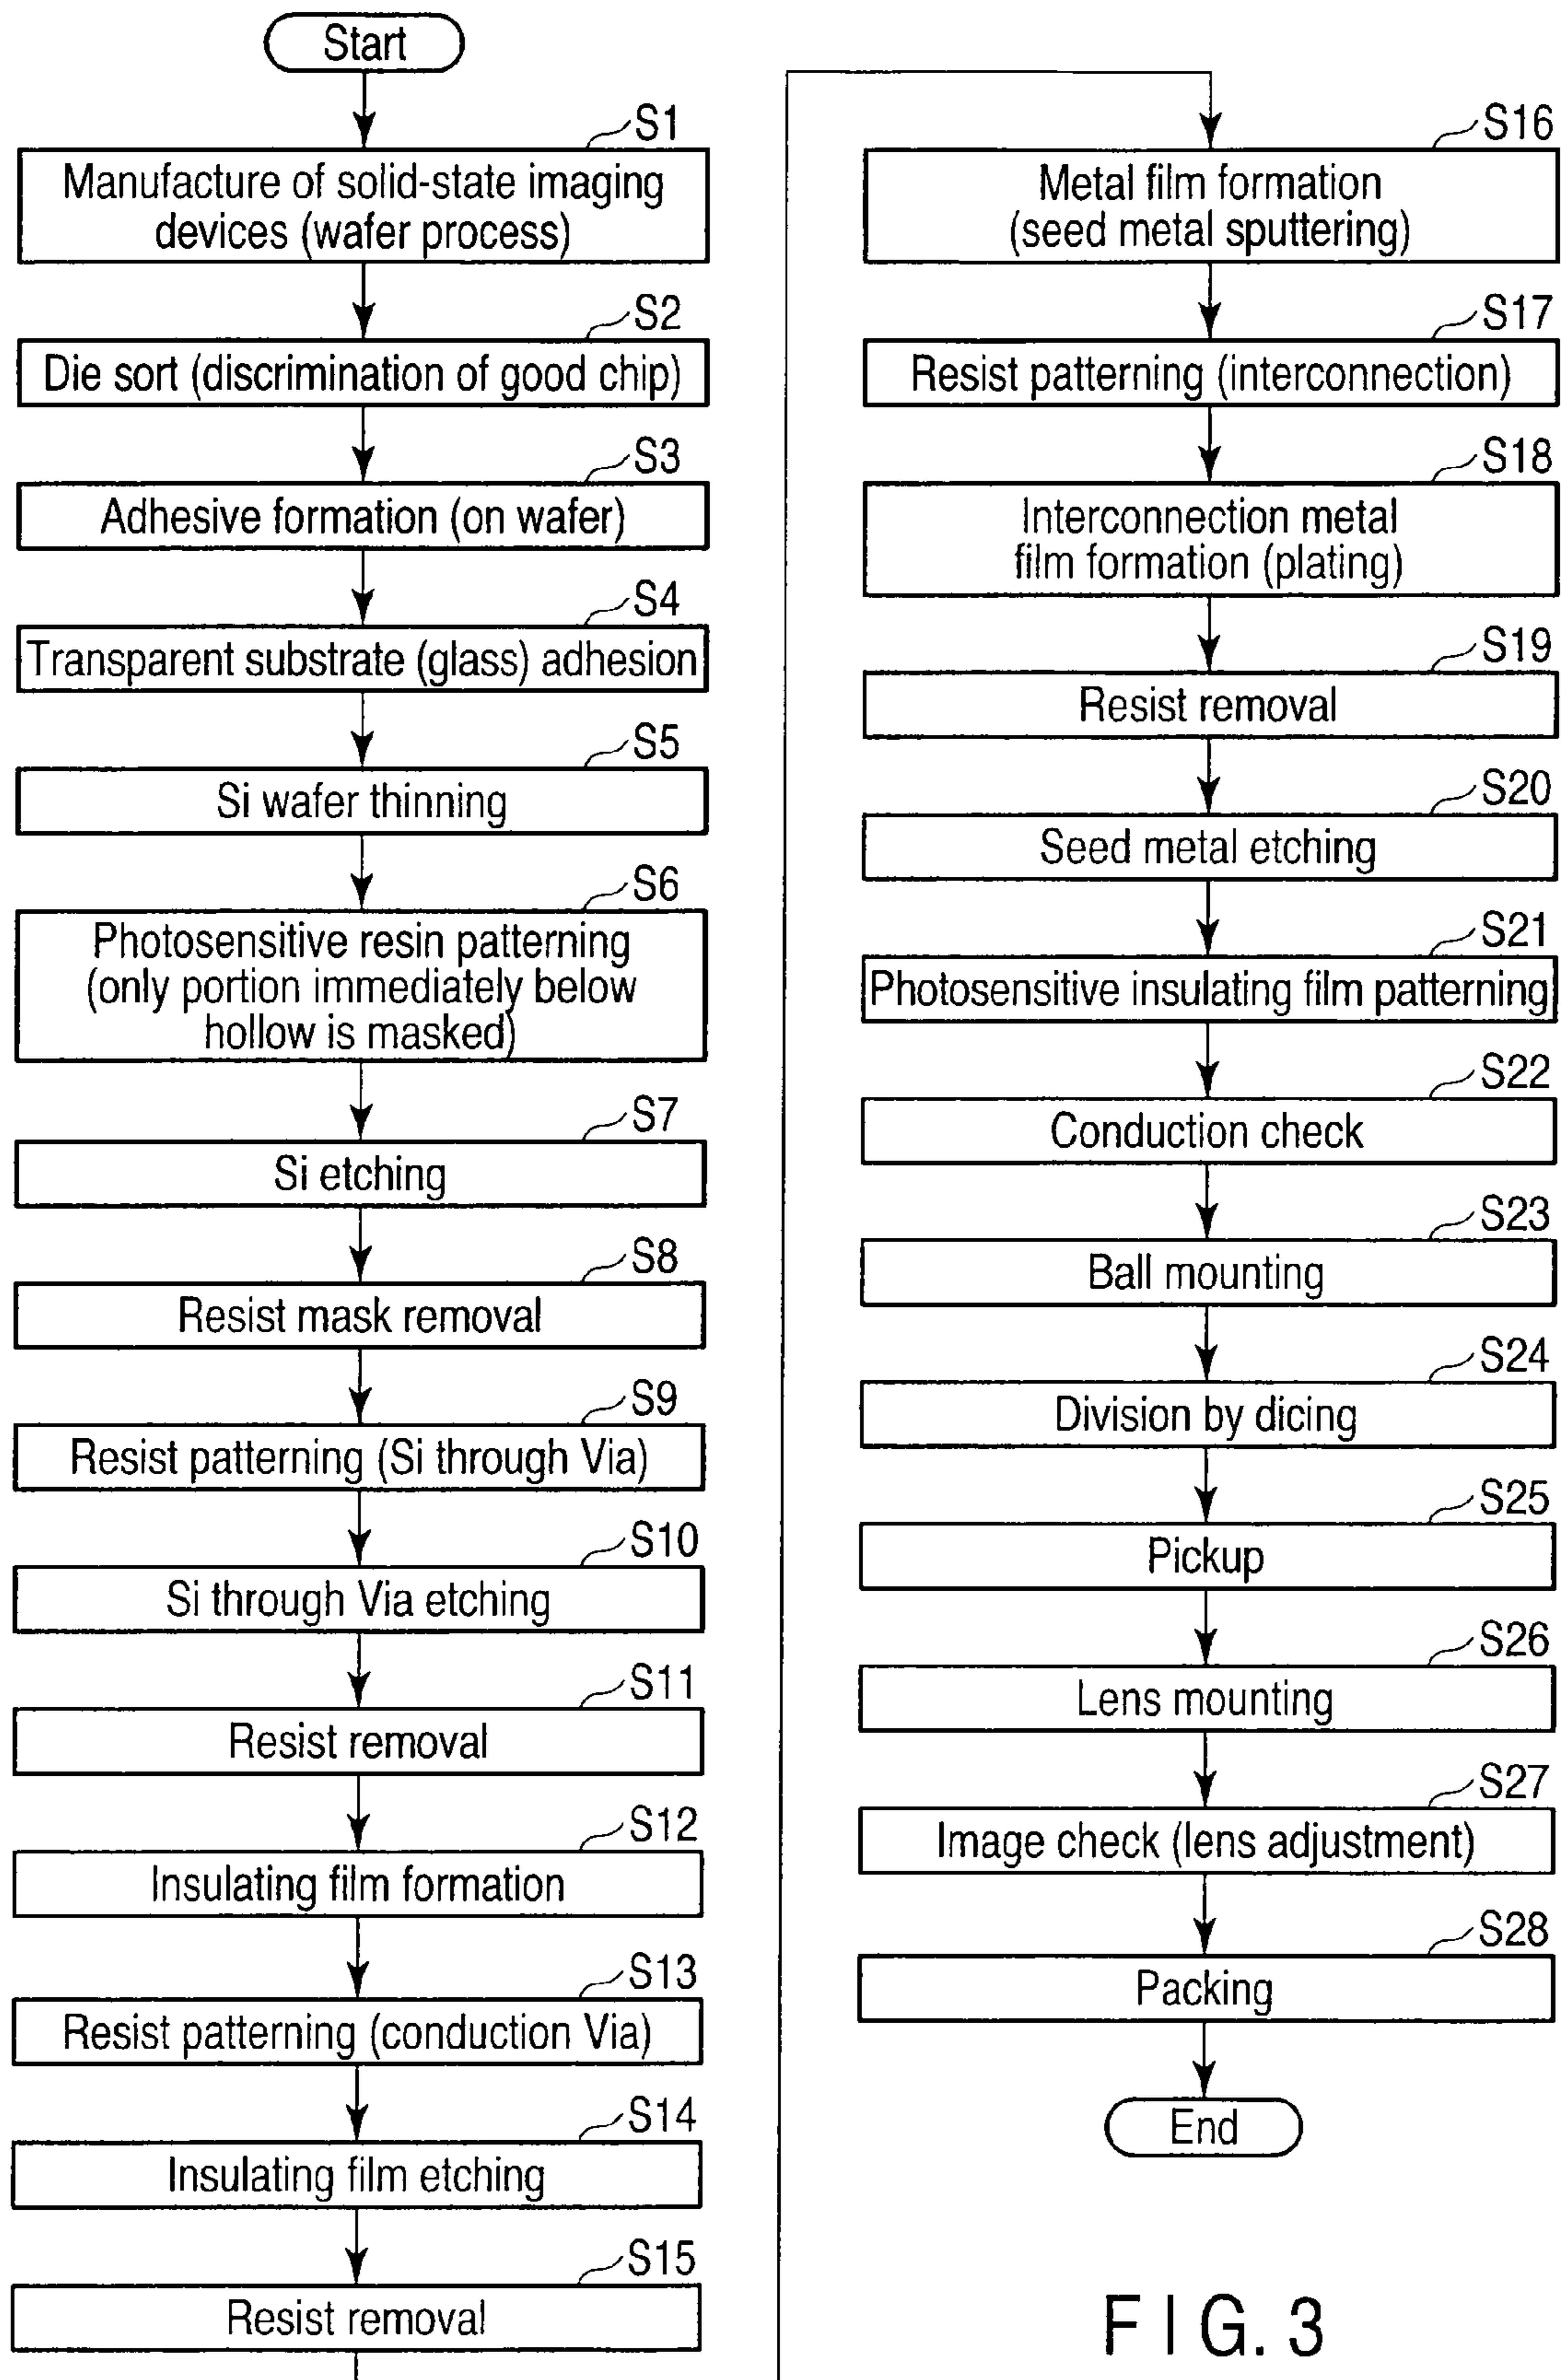 Start
S1
Manufacture of solid-state imaging
devices (wafer process)
S2
Die sort (discrimination of good chip)
S3
Adhesive formation (on wafer)
S4
Transparent substrate (glass) adhesion
S5
Si wafer thinning
S6
Photosensitive resin patterning
(only portion immediately below
hollow is masked)
S7
Si etching
S8
Resist mask removal
S9
Resist patterning (Si through Via)
S10
Si through Via etching
S11
Resist removal
S12
Insulating film formation
S13
Resist patterning (conduction Via)
S14
Insulating film etching
S15
Resist removal
S16
Metal film formation
(seed metal sputtering)
S17
Resist patterning (interconnection)
S18
Interconnection metal
film formation (plating)
S19
Resist removal
S20
Seed metal etching
S21
Photosensitive insulating film patterning
S22
Conduction check
S23
Ball mounting
S24
Division by dicing
S25
Pickup
S26
Lens mounting
S27
Image check (lens adjustment)
S28
Packing
End
FIG. 3